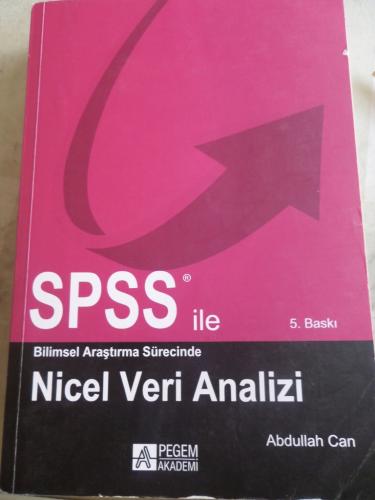 SPSS® ile
5. Baskı
Bilimsel Araştırma Sürecinde
Nicel Veri Analizi
Abdullah Can
A PEGEM
AKADEMİ